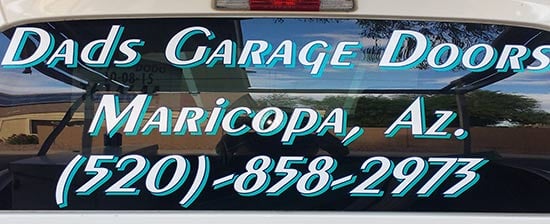 Dads Garage Doors
Maricopa, Az.
(520)-858-2973